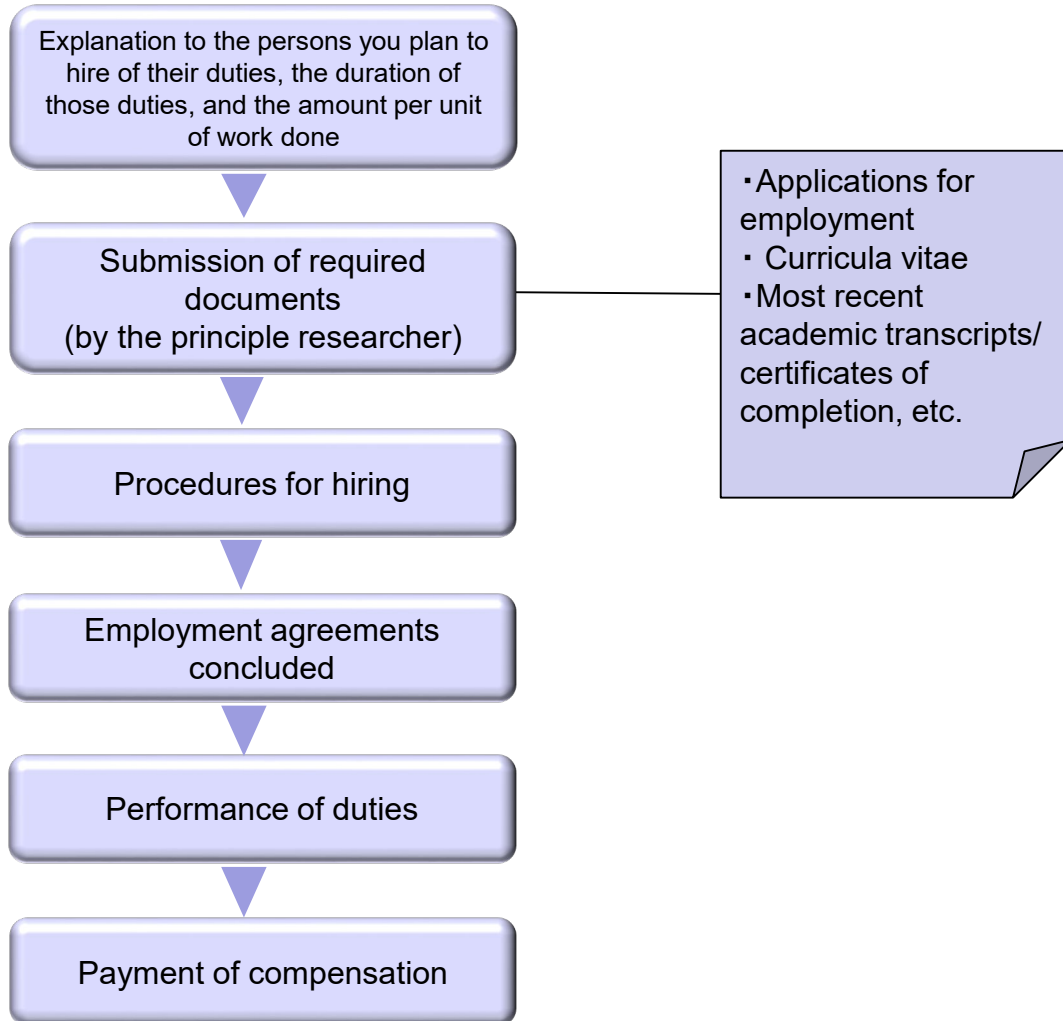 Explanation to the persons you plan to
hire of their duties, the duration of
those duties, and the amount per unit
of work done
Submission of required
documents
(by the principle researcher)
・Applications for
employment
・ Curricula vitae
・Most recent
academic transcripts/
certificates of
completion, etc.
Procedures for hiring
Employment agreements
concluded
Performance of duties
Payment of compensation